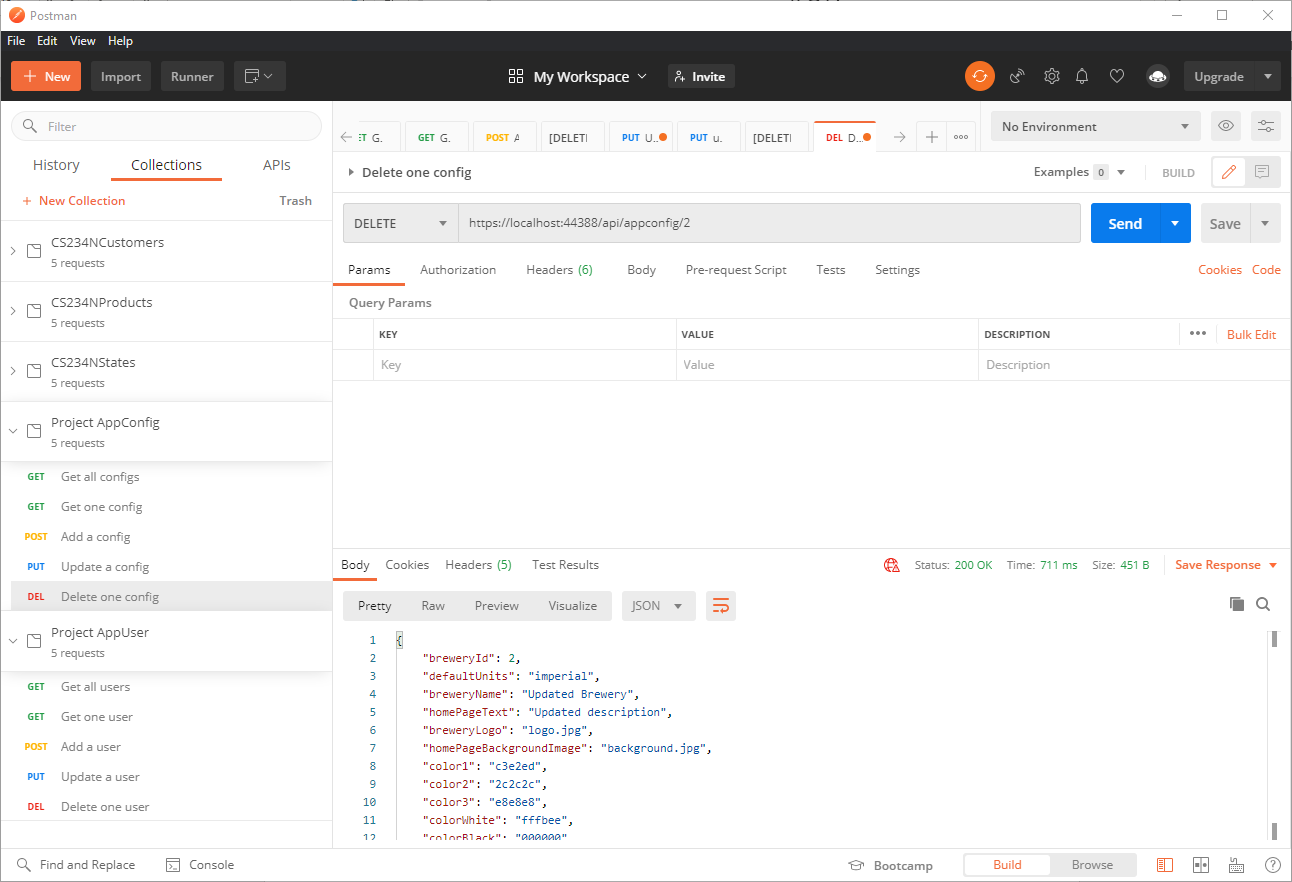 Postman
File Edit View Help
New Import Runner My Workspace Invite Upgrade
Filter
History Collections APIs
New Collection Trash
CS234NCustomers
5 requests
CS234NProducts
5 requests
CS234NStates
5 requests
Project AppConfig
5 requests
GET Get all configs
GET Get one config
POST Add a config
PUT Update a config
DEL Delete one config
Project AppUser
5 requests
GET Get all users
GET Get one user
POST Add a user
PUT Update a user
DEL Delete one user
ET G. GET G. POST A [DELETI PUT U.. PUT u. [DELETI DEL D... No Environment
Delete one config Examples 0 BUILD
DELETE https://localhost:44388/api/appconfig/2 Send Save
Params Authorization Headers (6) Body Pre-request Script Tests Settings Cookies Code
Query Params
KEY VALUE DESCRIPTION Bulk Edit
Key Value Description
Body Cookies Headers (5) Test Results Status: 200 OK Time: 711 ms Size: 451 B Save Response
Pretty Raw Preview Visualize JSON
1 {
2 "breweryId": 2,
3 "defaultUnits": "imperial",
4 "breweryName": "Updated Brewery",
5 "homePageText": "Updated description",
6 "breweryLogo": "logo.jpg",
7 "homePageBackgroundImage": "background.jpg",
8 "color1": "c3e2ed",
9 "color2": "2c2c2c",
10 "color3": "e8e8e8",
11 "colorWhite": "fffbee",
12 "colorBlack": "000000"
Find and Replace Console Bootcamp Build Browse